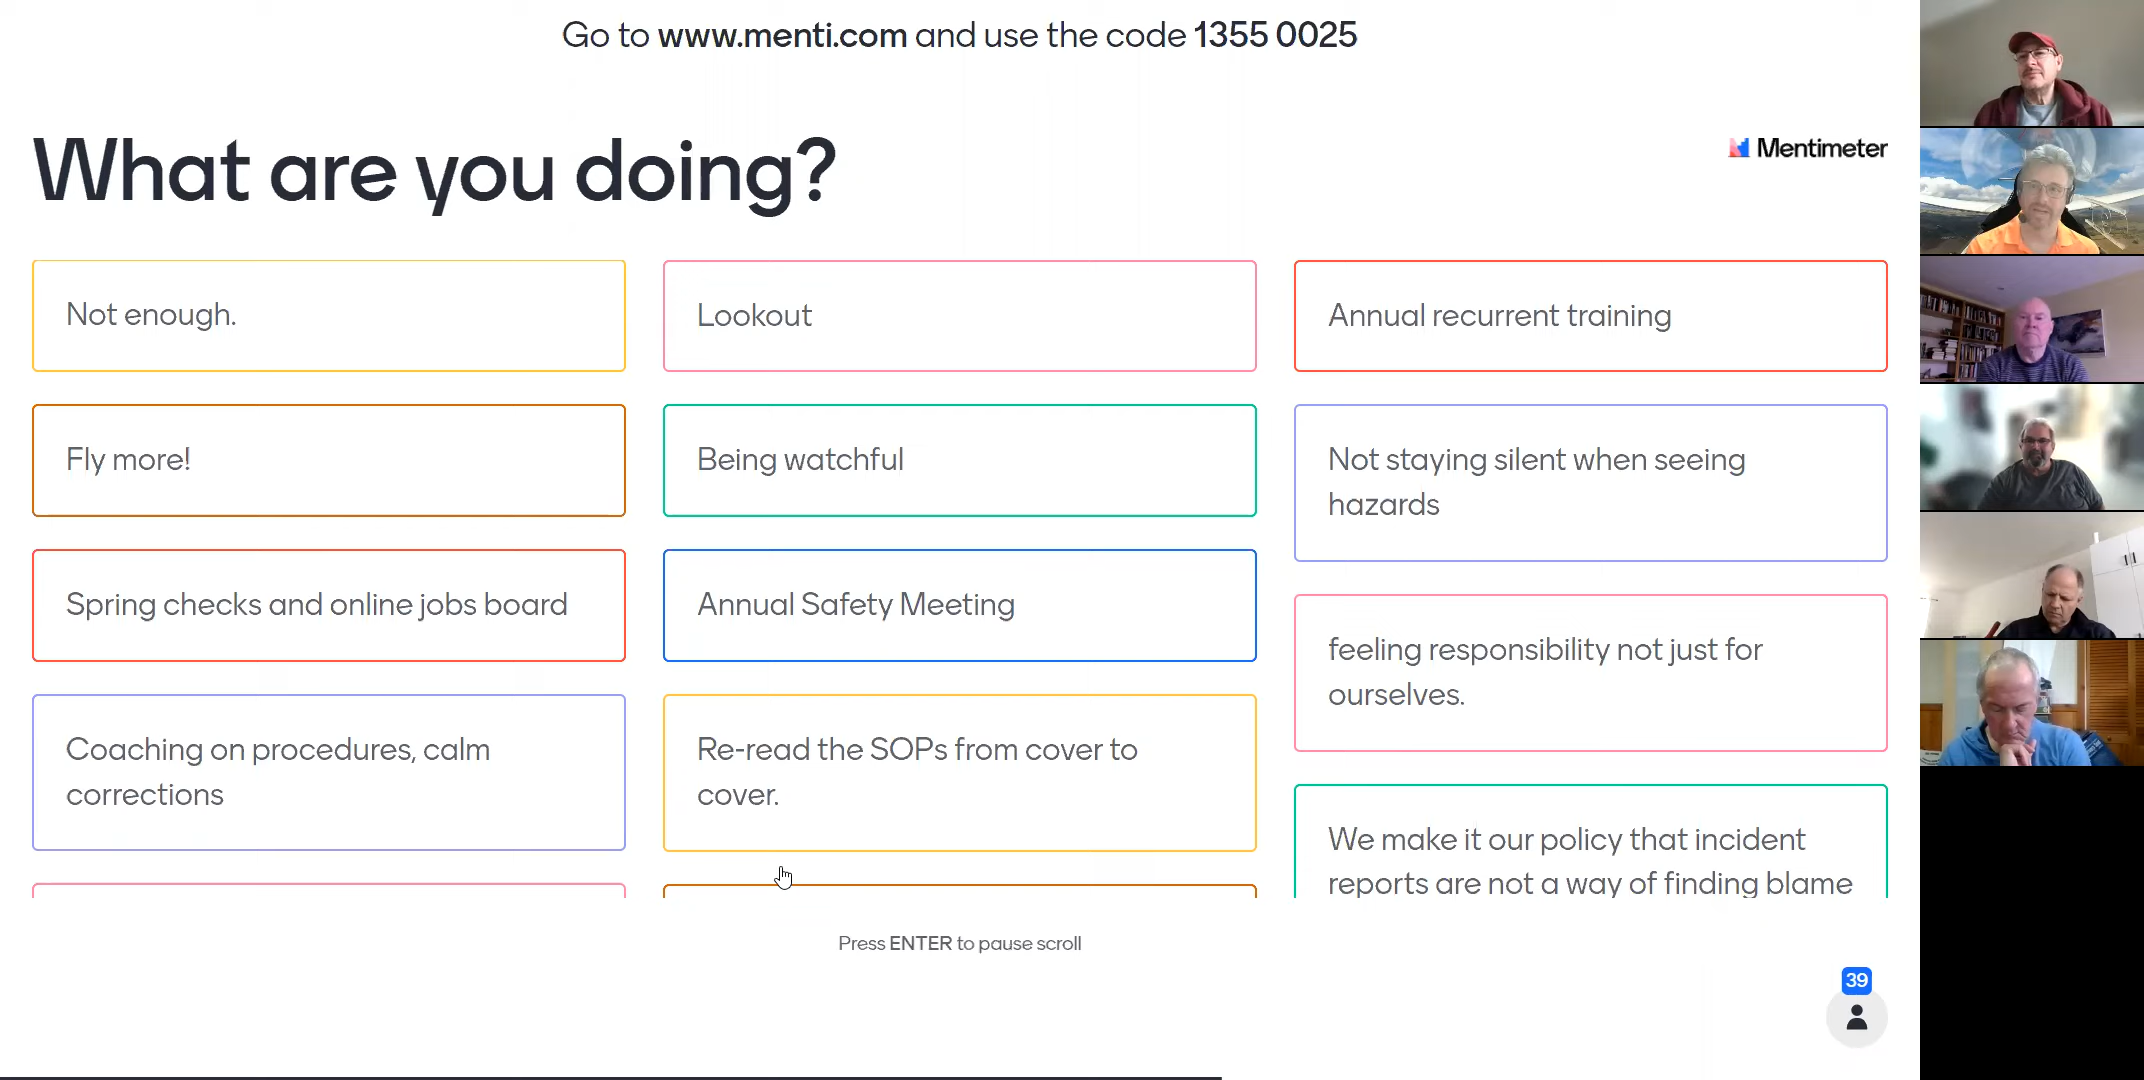 Go to www.menti.com and use the code 1355 0025
What are you doing?
Mentimeter
Not enough.
Fly more!
Spring checks and online jobs board
Coaching on procedures, calm
corrections
Lookout
Being watchful
Annual Safety Meeting
Re-read the SOPs from cover to
cover.
Annual recurrent training
Not staying silent when seeing
hazards
feeling responsibility not just for
ourselves.
We make it our policy that incident
reports are not a way of finding blame
Press ENTER to pause scroll
39